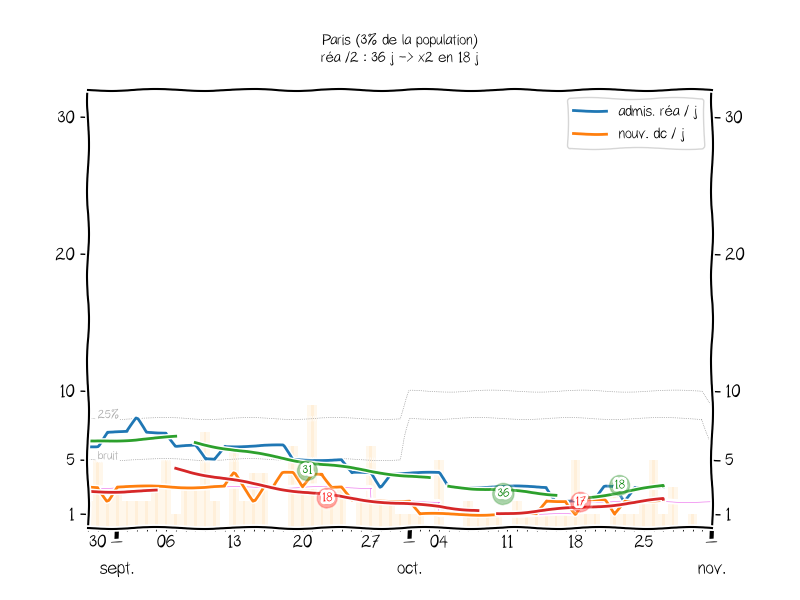 Paris (3% de la population)
réa /2 : 36 j -> x2 en 18 j
admis. réa / j
nouv. dc / j
30 30
20 20
10 10
25%
5 5
bruit
31
18
36
17
18
1 1
30 06 13 20 27 04 11 18 25
sept. oct. nov.